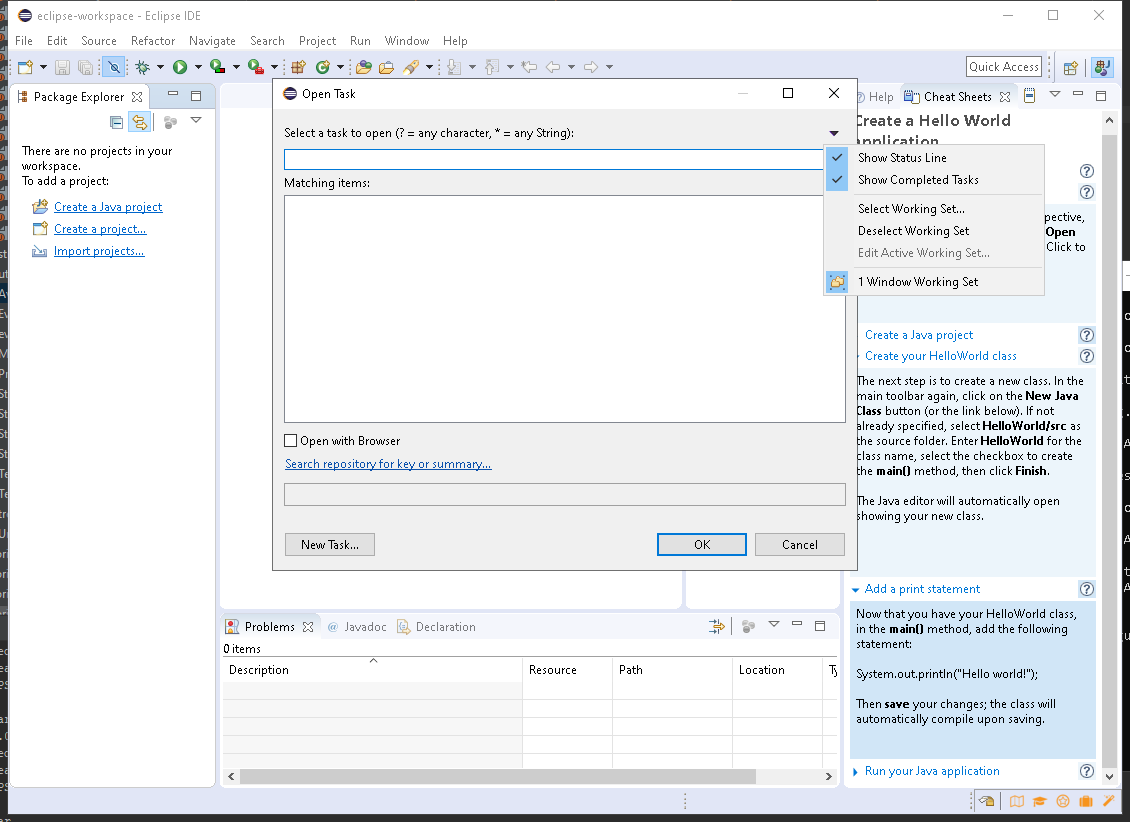 eclipse-workspace - Eclipse IDE
File Edit Source Refactor Navigate Search Project Run Window Help
Quick Access
Package Explorer
There are no projects in your
workspace.
To add a project:
Create a Java project
Create a project...
Import projects...
Open Task
Select a task to open (? = any character, * = any String):
Matching items:
Open with Browser
Search repository for key or summary...
New Task...
OK
Cancel
Show Status Line
Show Completed Tasks
Select Working Set...
Deselect Working Set
Edit Active Working Set...
1 Window Working Set
Help
Cheat Sheets
Create a Hello World
application
pective,
Open
Click to
Create a Java project
Create your HelloWorld class
The next step is to create a new class. In the
main toolbar again, click on the New Java
Class button (or the link below). If not
already specified, select HelloWorld/src as
the source folder. Enter HelloWorld for the
class name, select the checkbox to create
the main() method, then click Finish.
The Java editor will automatically open
showing your new class.
Add a print statement
Now that you have your HelloWorld class,
in the main() method, add the following
statement:
System.out.println("Hello world!");
Then save your changes; the class will
automatically compile upon saving.
Run your Java application
Problems
Javadoc
Declaration
0 items
Description Resource Path Location Ty